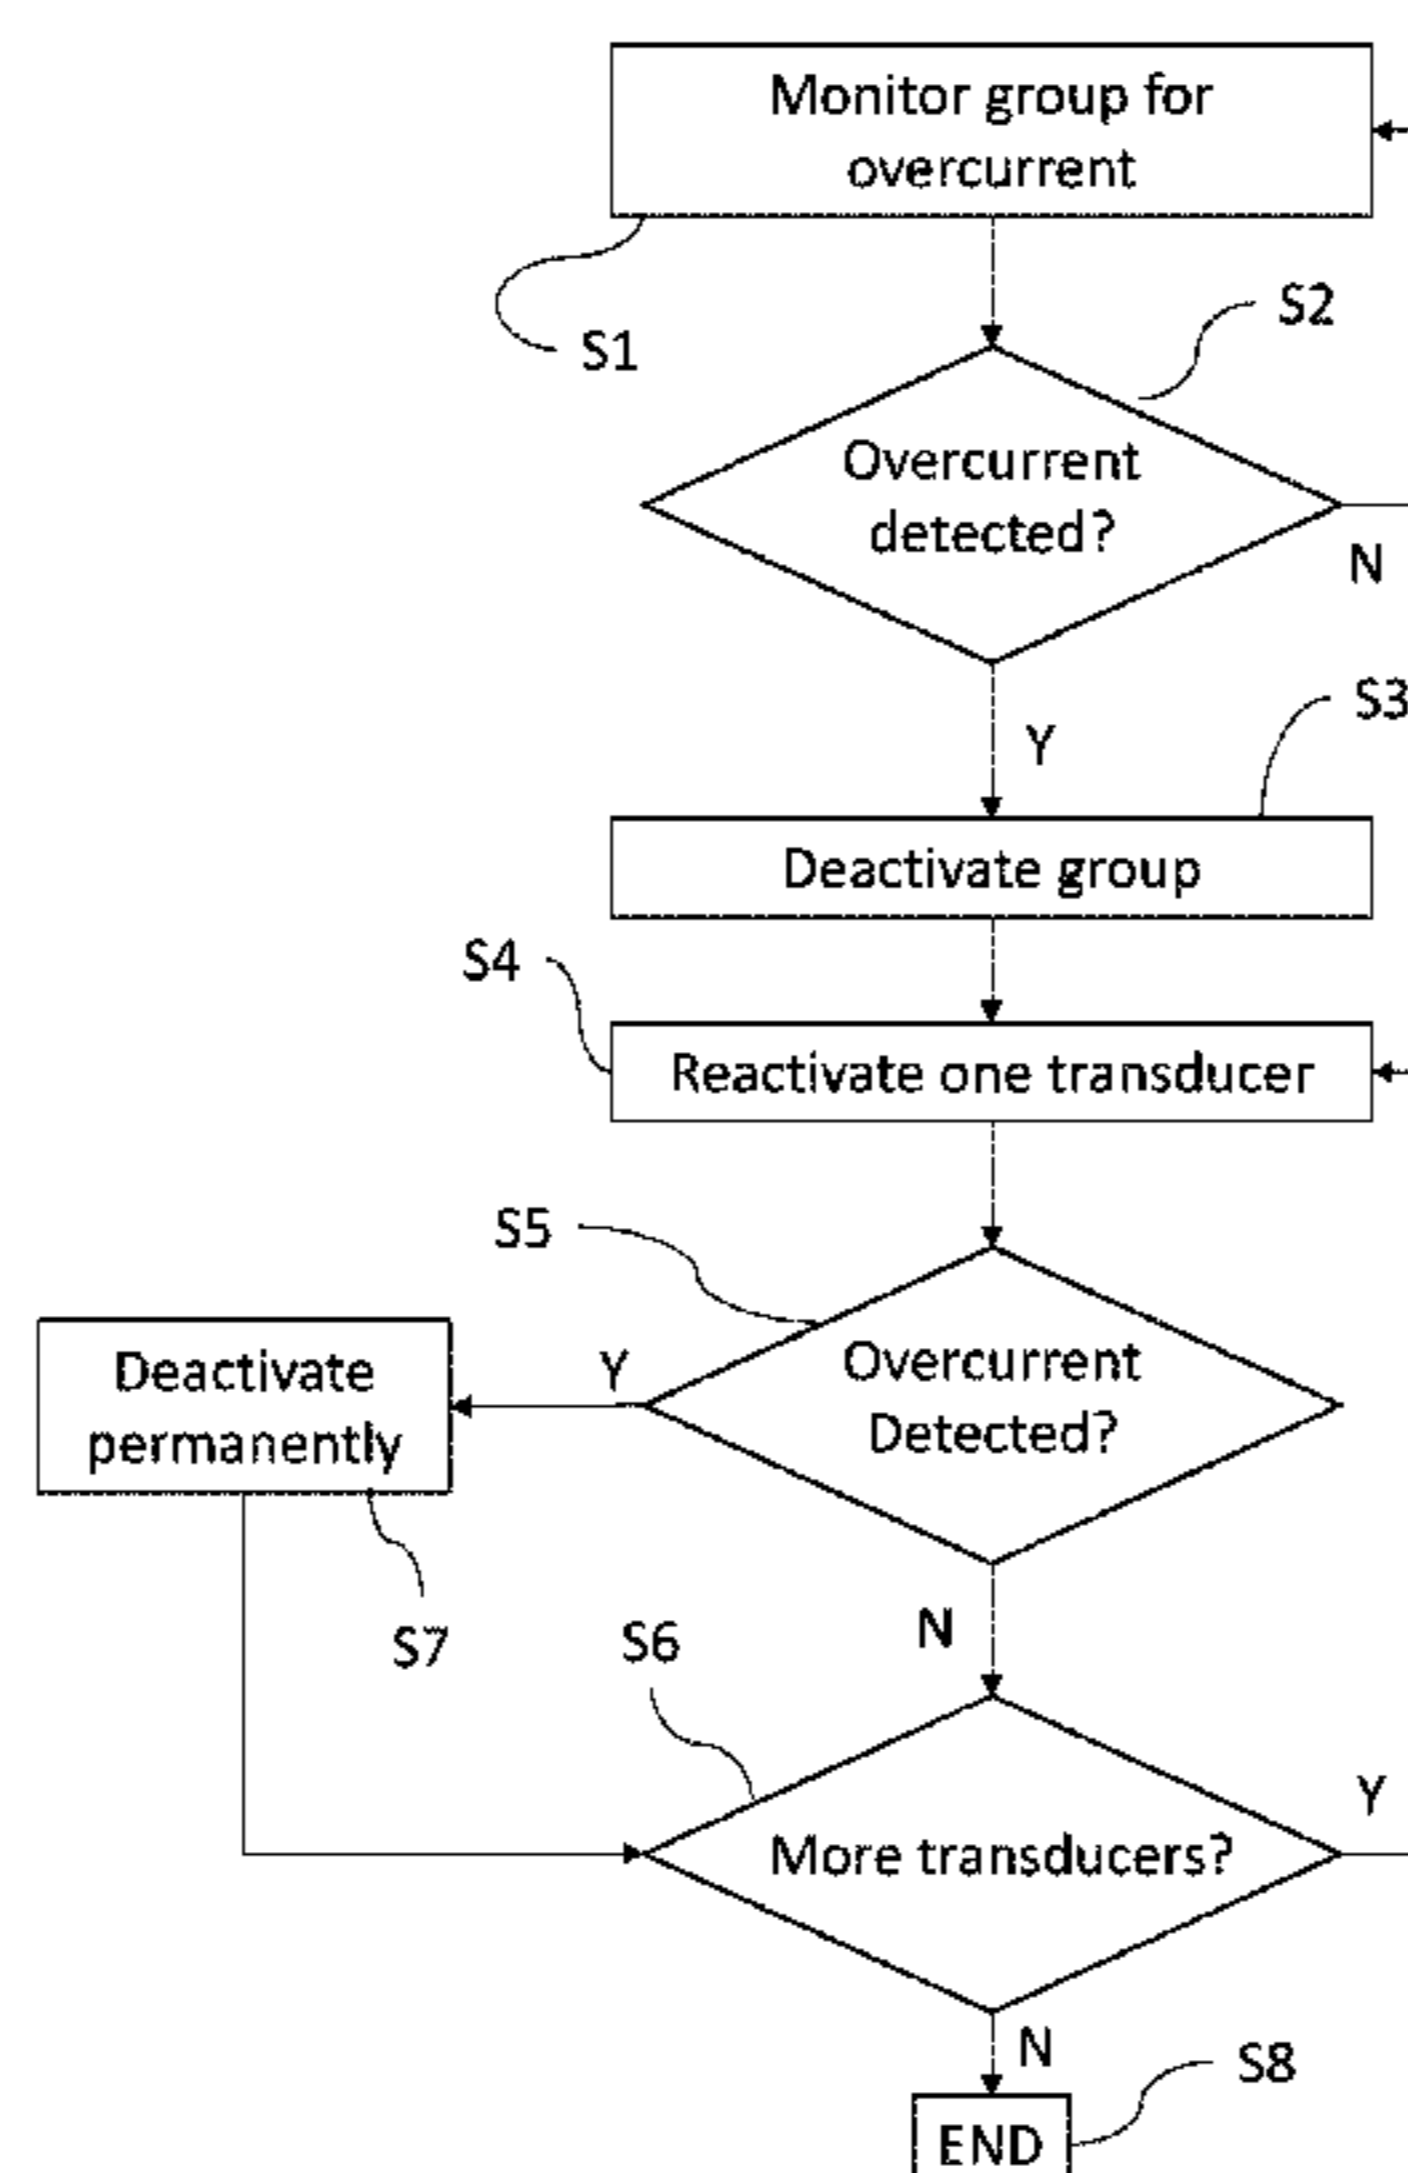 Monitor group for
overcurrent
S1
S2
Overcurrent
detected?
N
Y
S3
Deactivate group
S4
Reactivate one transducer
S5
Overcurrent
Detected?
Y
Deactivate
permanently
S7
N
S6
More transducers?
Y
N
S8
END